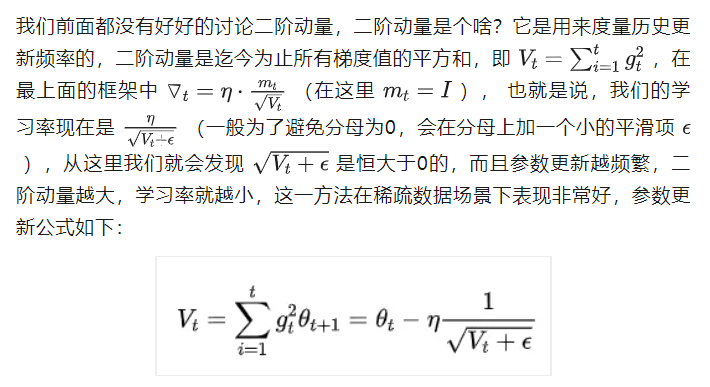 我们前面都没有好好的讨论二阶动量，二阶动量是个啥？它是用来度量历史更
新频率的，二阶动量是迄今为止所有梯度值的平方和，即 $V_t = \sum_{i=1}^{t} g_t^2$ ，在
最上面的框架中 $\nabla_t = \eta \cdot \frac{m_t}{\sqrt{V_t}}$ （在这里 $m_t = I$ ）， 也就是说，我们的学
习率现在是 $\frac{\eta}{\sqrt{V_t + \epsilon}}$ （一般为了避免分母为0，会在分母上加一个小的平滑项 $\epsilon$
），从这里我们就会发现 $\sqrt{V_t + \epsilon}$ 是恒大于0的，而且参数更新越频繁，二
阶动量越大，学习率就越小，这一方法在稀疏数据场景下表现非常好，参数更
新公式如下：
$V_t = \sum_{i=1}^{t} g_t^2 \theta_{t+1} = \theta_t - \eta \frac{1}{\sqrt{V_t + \epsilon}}$